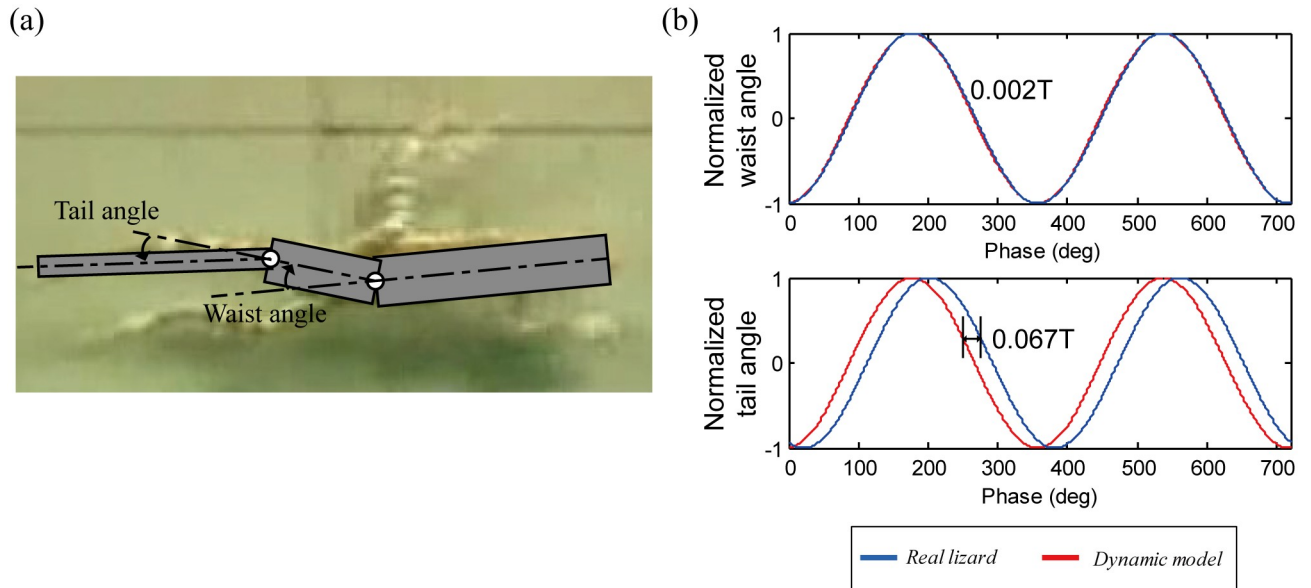 (a)
Tail angle
Waist angle
(b)
Normalized
waist angle
1
0
-1
0.002T
0 100 200 300 400 500 600 700
Phase (deg)
Normalized
tail angle
1
0
-1
0.067T
0 100 200 300 400 500 600 700
Phase (deg)
Real lizard
Dynamic model